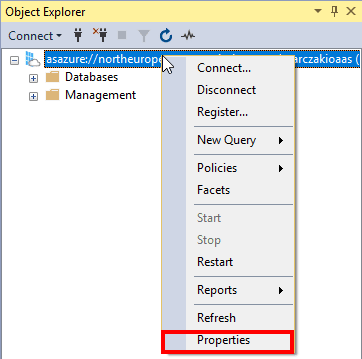 Object Explorer
Connect
asazure://northeurop arczakioaas (
Databases
Management
Connect...
Disconnect
Register...
New Query
Policies
Facets
Start
Stop
Restart
Reports
Refresh
Properties